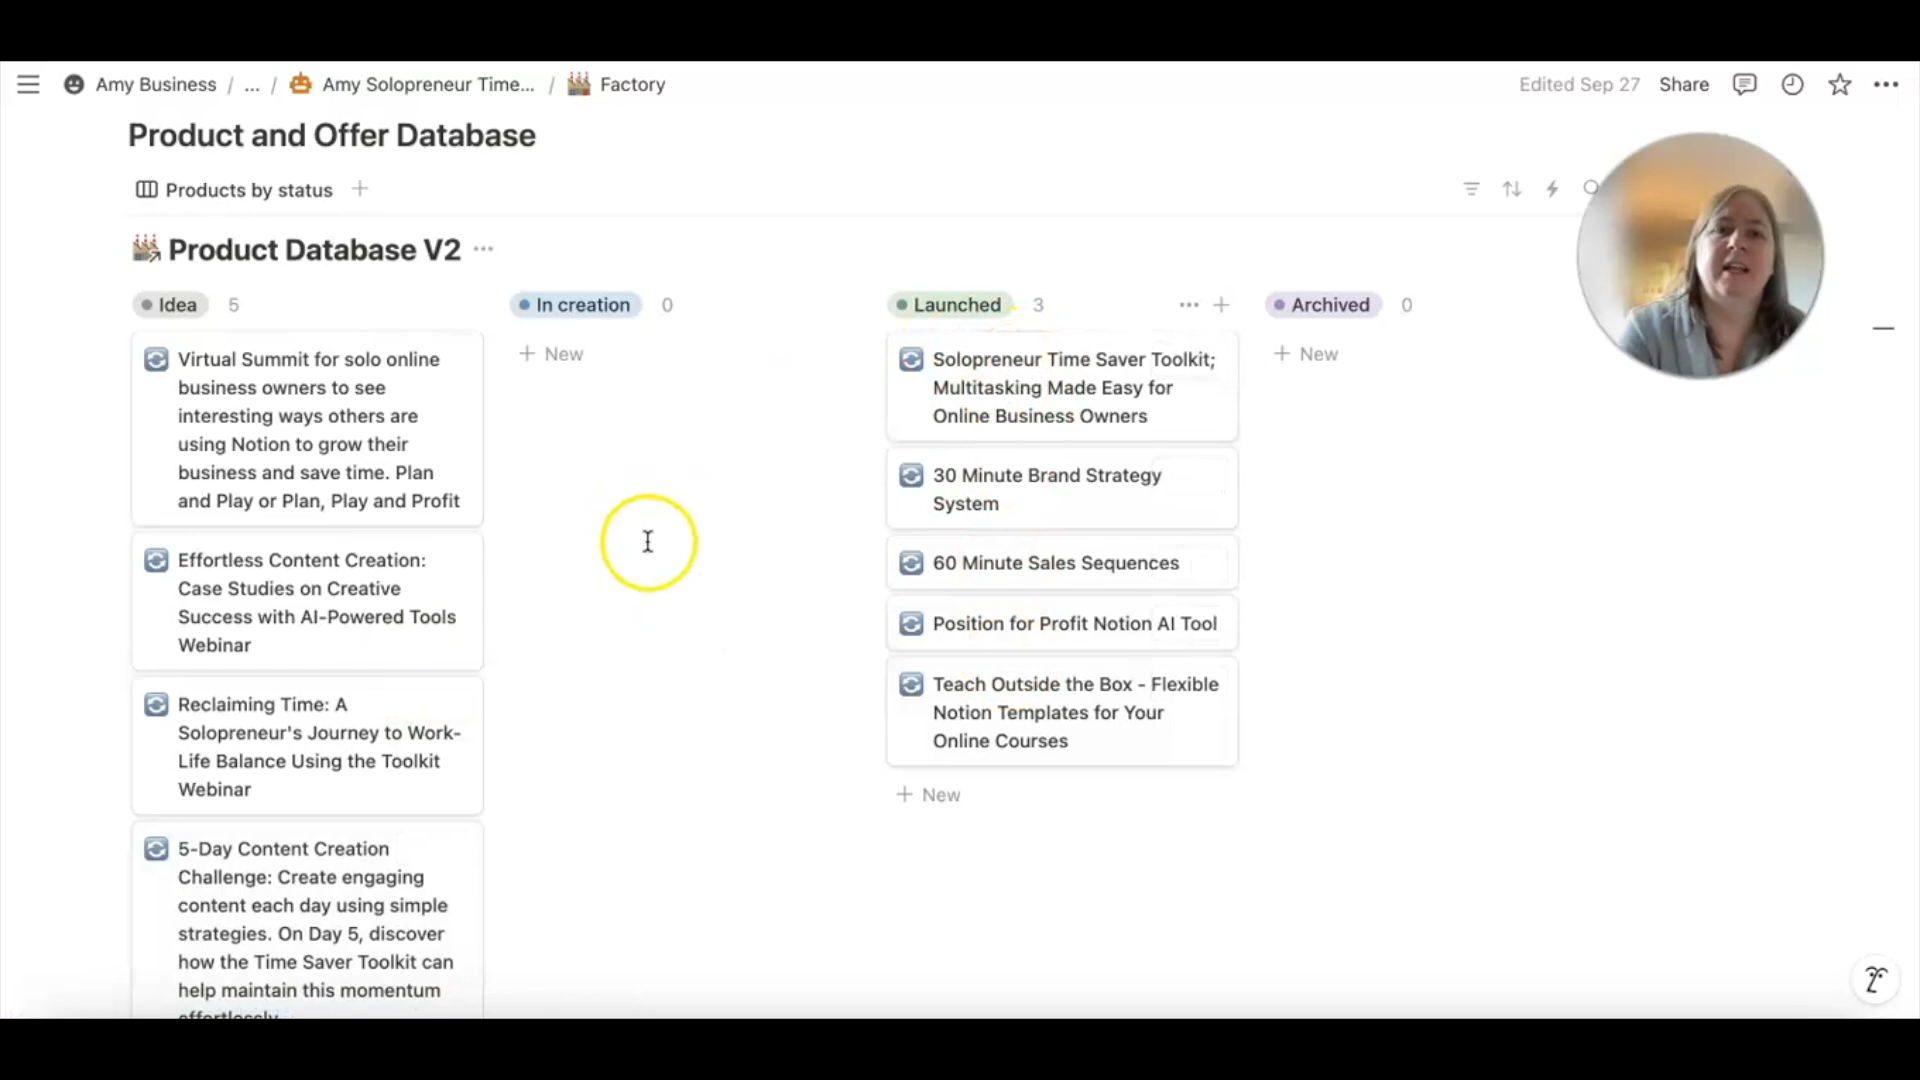 Amy Business / ... / Amy Solopreneur Time... / Factory
Edited Sep 27 Share
Product and Offer Database
Products by status
Product Database V2
Idea 5
Virtual Summit for solo online
business owners to see
interesting ways others are
using Notion to grow their
business and save time. Plan
and Play or Plan, Play and Profit
Effortless Content Creation:
Case Studies on Creative
Success with AI-Powered Tools
Webinar
Reclaiming Time: A
Solopreneur's Journey to Work-
Life Balance Using the Toolkit
Webinar
5-Day Content Creation
Challenge: Create engaging
content each day using simple
strategies. On Day 5, discover
how the Time Saver Toolkit can
help maintain this momentum
effortlessly.
In creation 0
+ New
Launched 3
Solopreneur Time Saver Toolkit;
Multitasking Made Easy for
Online Business Owners
30 Minute Brand Strategy
System
60 Minute Sales Sequences
Position for Profit Notion AI Tool
Teach Outside the Box - Flexible
Notion Templates for Your
Online Courses
+ New
Archived 0
+ New